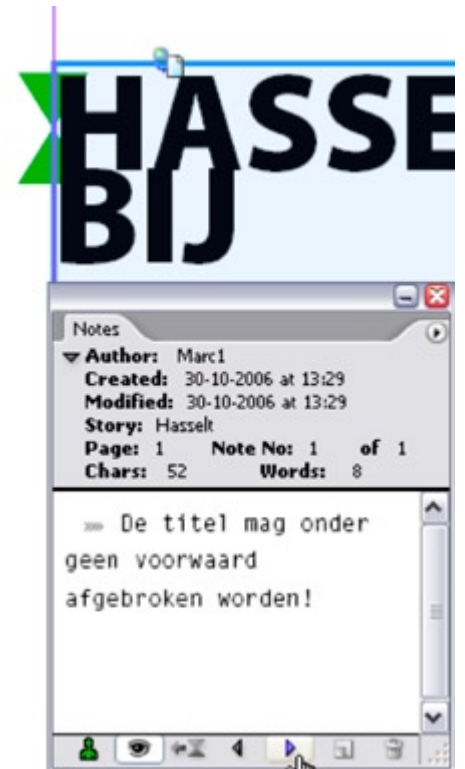 HASSE
BIJ
Notes
Author: Marc1
Created: 30-10-2006 at 13:29
Modified: 30-10-2006 at 13:29
Story: Hasselt
Page: 1 Note No: 1 of 1
Chars: 52 Words: 8
De titel mag onder
geen voorwaard
afgebroken worden!